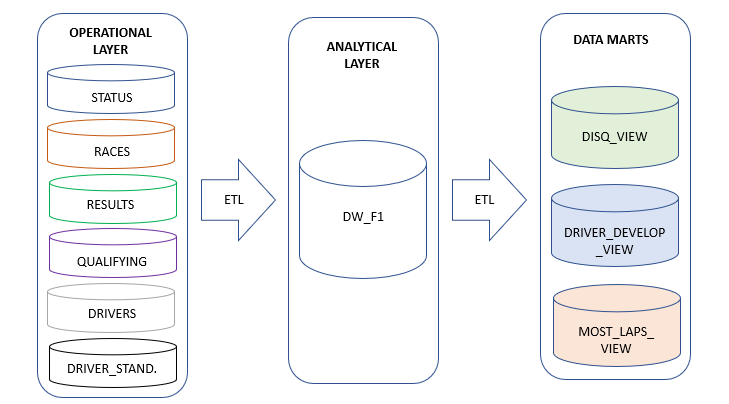 OPERATIONAL
LAYER
STATUS
RACES
RESULTS
QUALIFYING
DRIVERS
DRIVER_STAND.
ETL
ANALYTICAL
LAYER
DW_F1
ETL
DATA MARTS
DISQ_VIEW
DRIVER_DEVELOP
_VIEW
MOST_LAPS_
VIEW